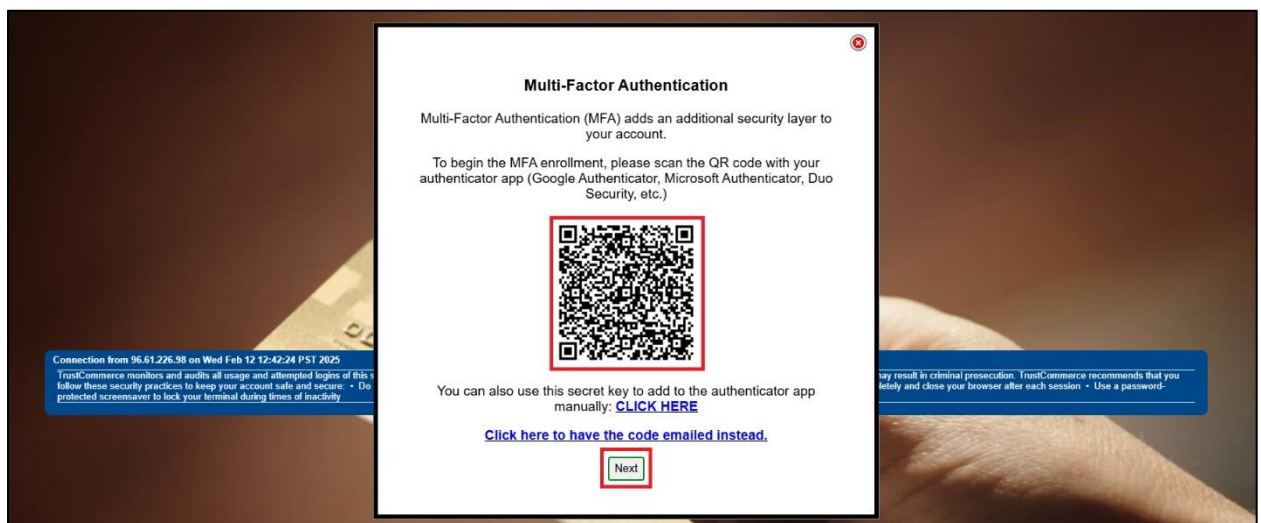 Multi-Factor Authentication
Multi-Factor Authentication (MFA) adds an additional security layer to
your account.
To begin the MFA enrollment, please scan the QR code with your
authenticator app (Google Authenticator, Microsoft Authenticator, Duo
Security, etc.)
Connection from 96.61.226.98 on Wed Feb 12 12:42:24 PST 2025
TrustCommerce monitors and audits all usage and attempted logins of this s
may result in criminal prosecution. TrustCommerce recommends that you
follow these security practices to keep your account safe and secure: • Do
letely and close your browser after each session • Use a password-
protected screensaver to lock your terminal during times of inactivity
You can also use this secret key to add to the authenticator app
manually: CLICK HERE
Click here to have the code emailed instead.
Next